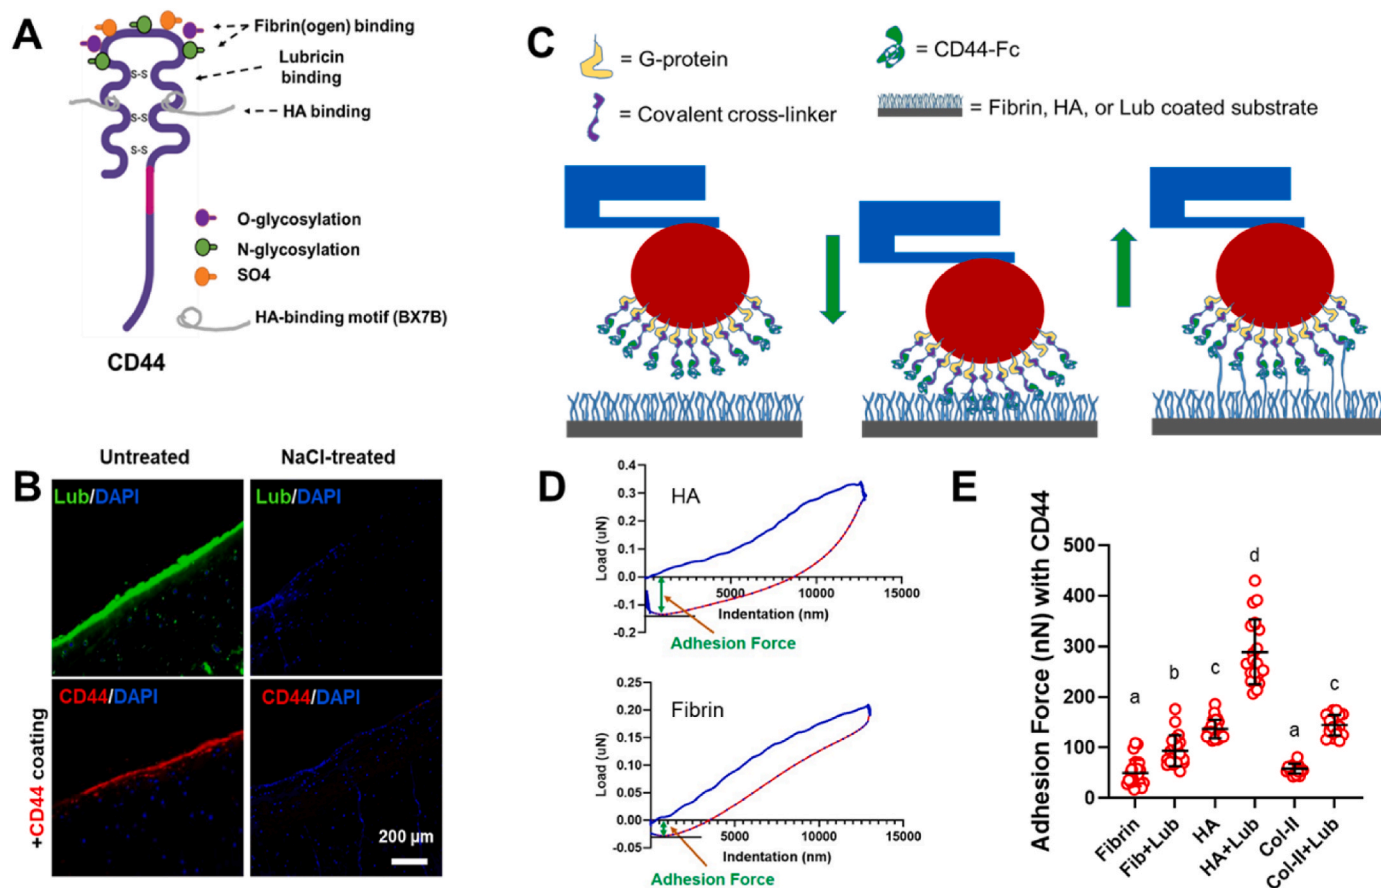 A
Fibrin(ogen) binding
Lubricin
binding
HA binding
S-S
S-S
S-S
O-glycosylation
N-glycosylation
SO4
HA-binding motif (BX7B)
CD44
B
Untreated
NaCl-treated
Lub/DAPI
Lub/DAPI
+CD44 coating
CD44/DAPI
CD44/DAPI
200 µm
C
= G-protein
= CD44-Fc
= Covalent cross-linker
= Fibrin, HA, or Lub coated substrate
D
HA
Load (uN)
0.4
0.3
0.2
0.1
0.0
-0.1
-0.2
5000
10000
15000
Indentation (nm)
Adhesion Force
Fibrin
Load (uN)
0.25
0.20
0.15
0.10
0.05
0.00
-0.05
5000
10000
15000
Indentation (nm)
Adhesion Force
E
Adhesion Force (nN) with CD44
500
400
300
200
100
0
a
b
c
d
a
c
Fibrin
Fib+Lub
HA
HA+Lub
Col-II
Col-II+Lub